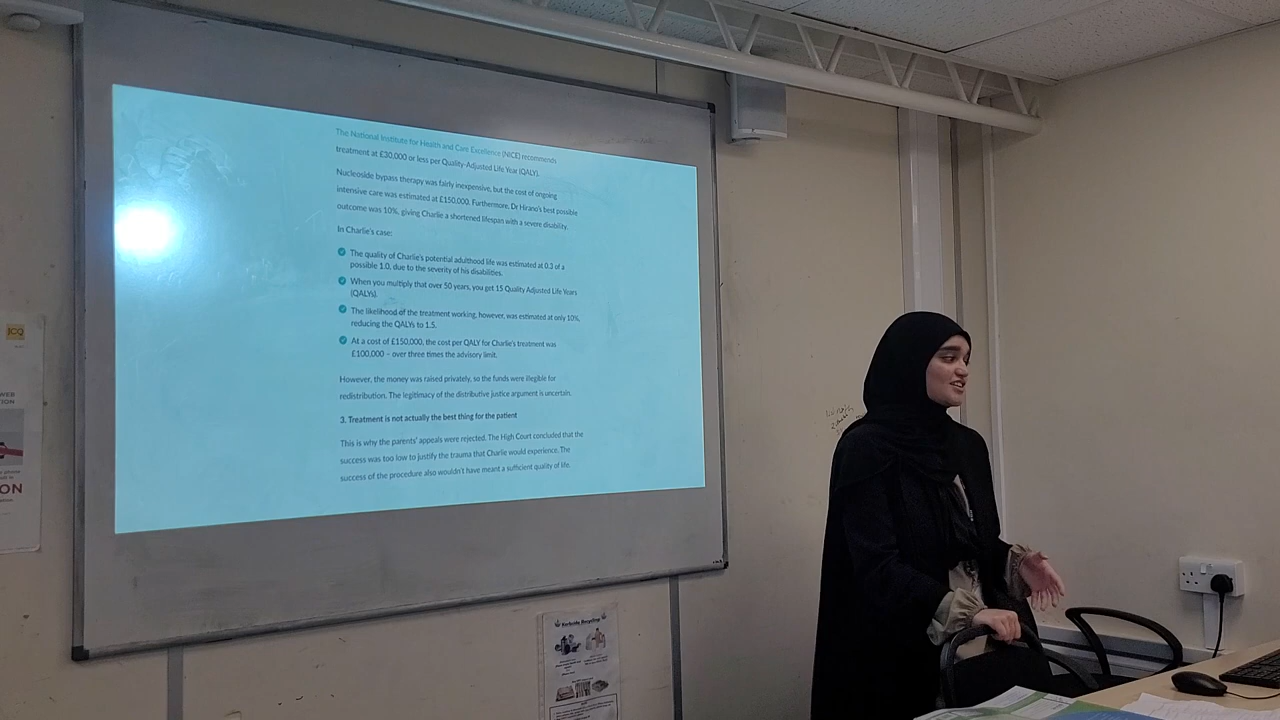 The National Institute for Health and Care Excellence (NICE) recommends
treatment at £30,000 or less per Quality-Adjusted Life Year (QALY).
Nucleoside bypass therapy was fairly inexpensive, but the cost of ongoing
intensive care was estimated at £150,000. Furthermore, Dr Hirano's best possible
outcome was 10%, giving Charlie a shortened lifespan with a severe disability.
In Charlie's case:
The quality of Charlie's potential adulthood life was estimated at 0.3 of a
possible 1.0, due to the severity of his disabilities.
When you multiply that over 50 years, you get 15 Quality Adjusted Life Years
(QALYs).
The likelihood of the treatment working, however, was estimated at only 10%,
reducing the QALYs to 1.5.
At a cost of £150,000, the cost per QALY for Charlie's treatment was
£100,000 – over three times the advisory limit.
However, the money was raised privately, so the funds were illegible for
redistribution. The legitimacy of the distributive justice argument is uncertain.
3. Treatment is not actually the best thing for the patient
This is why the parents' appeals were rejected. The High Court concluded that the
success was too low to justify the trauma that Charlie would experience. The
success of the procedure also wouldn't have meant a sufficient quality of life.
JCQ
ON
Kerbside Recycling